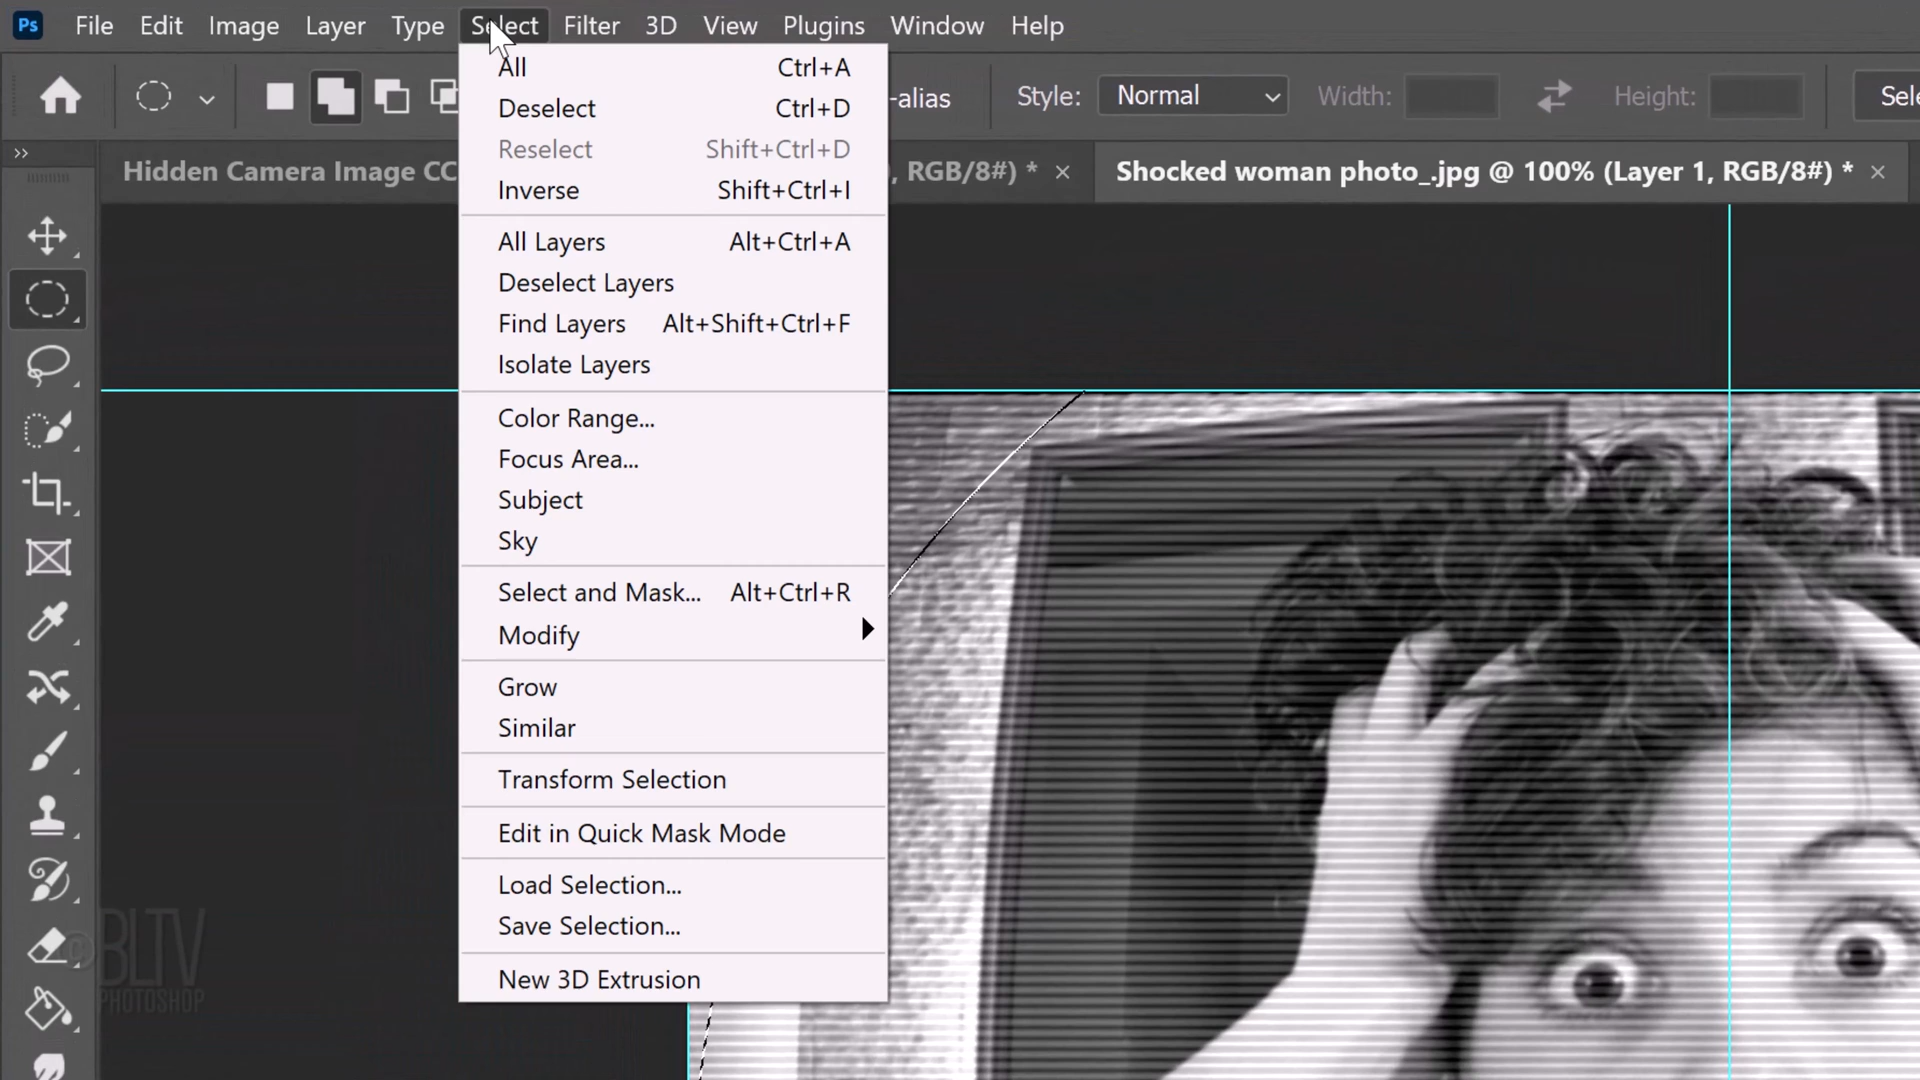 Ps File Edit Image Layer Type Select Filter 3D View Plugins Window Help
-alias Style: Normal Width: Height: Sele
Hidden Camera Image CC , RGB/8#) * × Shocked woman photo_.jpg @ 100% (Layer 1, RGB/8#) * ×
All Ctrl+A
Deselect Ctrl+D
Reselect Shift+Ctrl+D
Inverse Shift+Ctrl+I
All Layers Alt+Ctrl+A
Deselect Layers
Find Layers Alt+Shift+Ctrl+F
Isolate Layers
Color Range...
Focus Area...
Subject
Sky
Select and Mask... Alt+Ctrl+R
Modify
Grow
Similar
Transform Selection
Edit in Quick Mask Mode
Load Selection...
Save Selection...
New 3D Extrusion
@BLTV
PHOTOSHOP